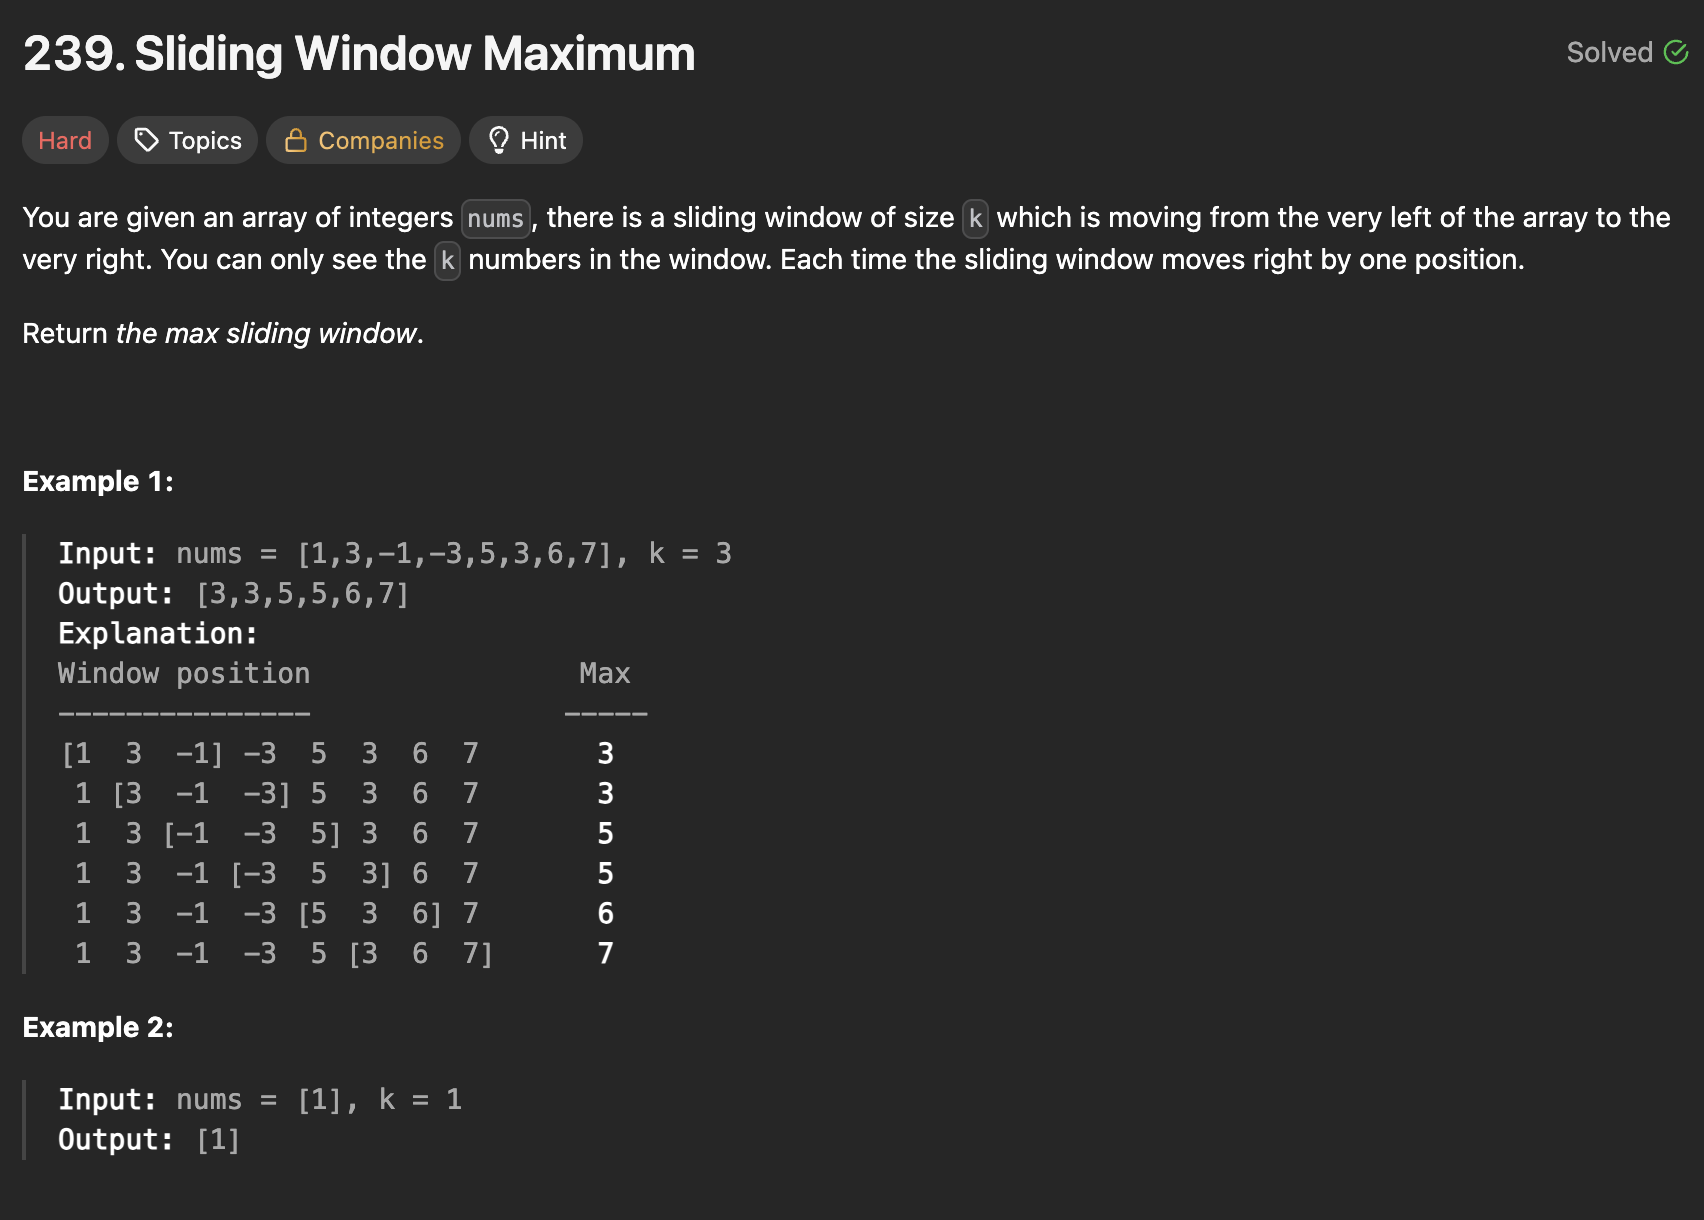 239. Sliding Window Maximum
Solved
Hard Topics Companies Hint
You are given an array of integers nums, there is a sliding window of size k which is moving from the very left of the array to the
very right. You can only see the k numbers in the window. Each time the sliding window moves right by one position.
Return the max sliding window.
Example 1:
Input: nums = [1,3,-1,-3,5,3,6,7], k = 3
Output: [3,3,5,5,6,7]
Explanation:
Window position                Max
---------------               -----
[1  3  -1] -3  5  3  6  7       3
 1 [3  -1  -3] 5  3  6  7       3
 1  3 [-1  -3  5] 3  6  7       5
 1  3  -1 [-3  5  3] 6  7       5
 1  3  -1  -3 [5  3  6] 7       6
 1  3  -1  -3  5 [3  6  7]      7
Example 2:
Input: nums = [1], k = 1
Output: [1]